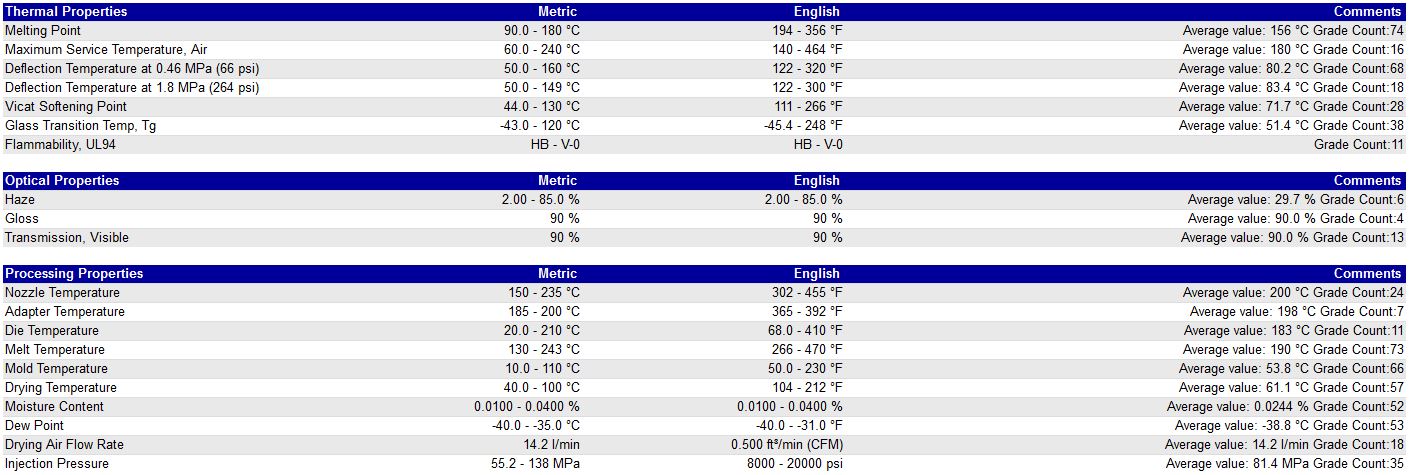 Thermal Properties Metric English Comments
Melting Point 90.0 - 180 °C 194 - 356 °F Average value: 156 °C Grade Count:74
Maximum Service Temperature, Air 60.0 - 240 °C 140 - 464 °F Average value: 180 °C Grade Count:16
Deflection Temperature at 0.46 MPa (66 psi) 50.0 - 160 °C 122 - 320 °F Average value: 80.2 °C Grade Count:68
Deflection Temperature at 1.8 MPa (264 psi) 50.0 - 149 °C 122 - 300 °F Average value: 83.4 °C Grade Count:18
Vicat Softening Point 44.0 - 130 °C 111 - 266 °F Average value: 71.7 °C Grade Count:28
Glass Transition Temp, Tg -43.0 - 120 °C -45.4 - 248 °F Average value: 51.4 °C Grade Count:38
Flammability, UL94 HB - V-0 HB - V-0 Grade Count:11
Optical Properties Metric English Comments
Haze 2.00 - 85.0 % 2.00 - 85.0 % Average value: 29.7 % Grade Count:6
Gloss 90 % 90 % Average value: 90.0 % Grade Count:4
Transmission, Visible 90 % 90 % Average value: 90.0 % Grade Count:13
Processing Properties Metric English Comments
Nozzle Temperature 150 - 235 °C 302 - 455 °F Average value: 200 °C Grade Count:24
Adapter Temperature 185 - 200 °C 365 - 392 °F Average value: 198 °C Grade Count:7
Die Temperature 20.0 - 210 °C 68.0 - 410 °F Average value: 183 °C Grade Count:11
Melt Temperature 130 - 243 °C 266 - 470 °F Average value: 190 °C Grade Count:73
Mold Temperature 10.0 - 110 °C 50.0 - 230 °F Average value: 53.8 °C Grade Count:66
Drying Temperature 40.0 - 100 °C 104 - 212 °F Average value: 61.1 °C Grade Count:57
Moisture Content 0.0100 - 0.0400 % 0.0100 - 0.0400 % Average value: 0.0244 % Grade Count:52
Dew Point -40.0 - -35.0 °C -40.0 - -31.0 °F Average value: -38.8 °C Grade Count:53
Drying Air Flow Rate 14.2 l/min 0.500 ft³/min (CFM) Average value: 14.2 l/min Grade Count:18
Injection Pressure 55.2 - 138 MPa 8000 - 20000 psi Average value: 81.4 MPa Grade Count:35